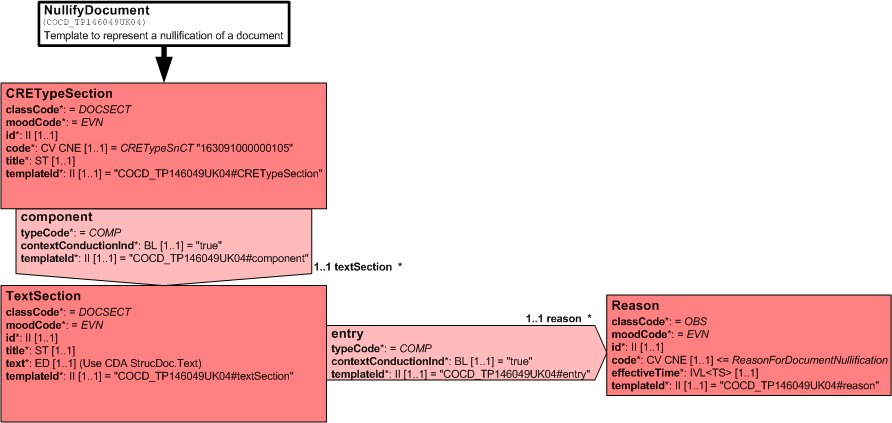 NullifyDocument
(COCD_TP146049UK04)
Template to represent a nullification of a document
CRETypeSection
classCode*: = DOCSECT
moodCode*: = EVN
id*: II [1..1]
code*: CV CNE [1..1] = CRETypeSnCT "163091000000105"
title*: ST [1..1]
templateId*: II [1..1] = "COCD_TP146049UK04#CRETypeSection"
component
typeCode*: = COMP
contextConductionInd*: BL [1..1] = "true"
templateId*: II [1..1] = "COCD_TP146049UK04#component"
1..1 textSection *
TextSection
classCode*: = DOCSECT
moodCode*: = EVN
id*: II [1..1]
title*: ST [1..1]
text*: ED [1..1] (Use CDA StrucDoc.Text)
templateId*: II [1..1] = "COCD_TP146049UK04#textSection"
1..1 reason *
entry
typeCode*: = COMP
contextConductionInd*: BL [1..1] = "true"
templateId*: II [1..1] = "COCD_TP146049UK04#entry"
Reason
classCode*: = OBS
moodCode*: = EVN
id*: II [1..1]
code*: CV CNE [1..1] <= ReasonForDocumentNullification
effectiveTime*: IVL<TS> [1..1]
templateId*: II [1..1] = "COCD_TP146049UK04#reason"